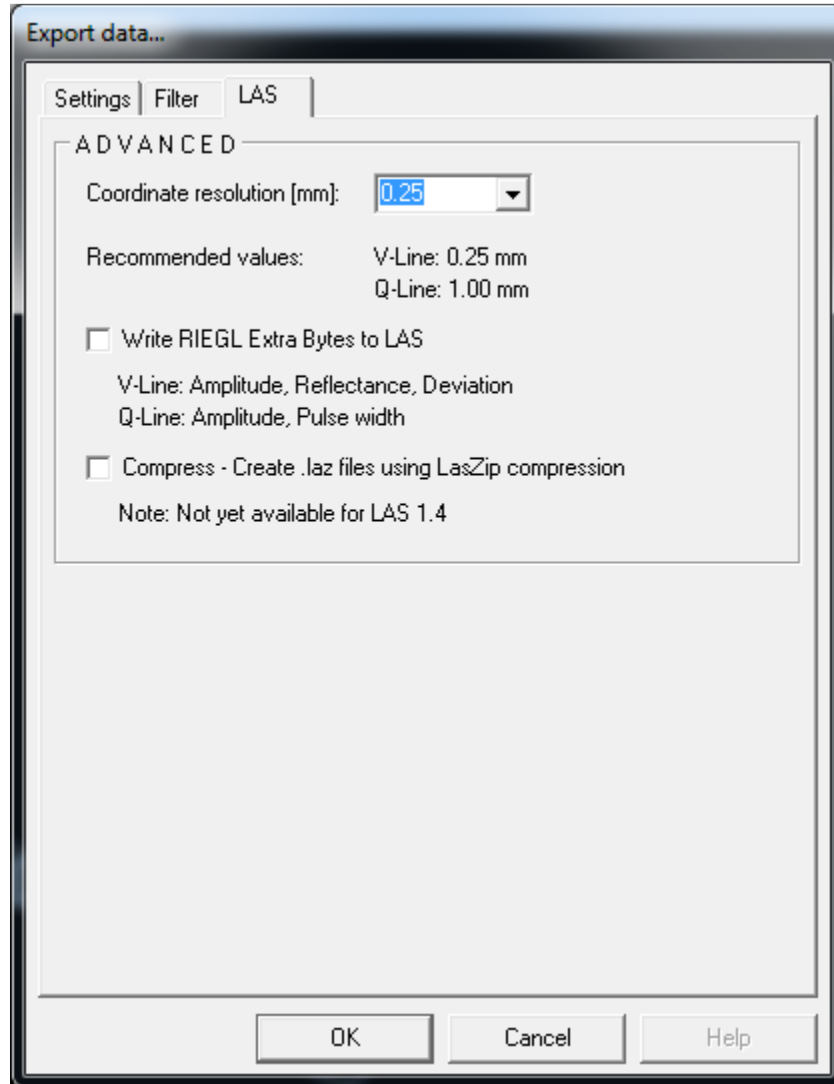 Export data...
Settings Filter LAS
ADVANCED
Coordinate resolution [mm]: 0.25
Recommended values: V-Line: 0.25 mm
Q-Line: 1.00 mm
Write RIEGL Extra Bytes to LAS
V-Line: Amplitude, Reflectance, Deviation
Q-Line: Amplitude, Pulse width
Compress - Create .laz files using LasZip compression
Note: Not yet available for LAS 1.4
OK Cancel Help